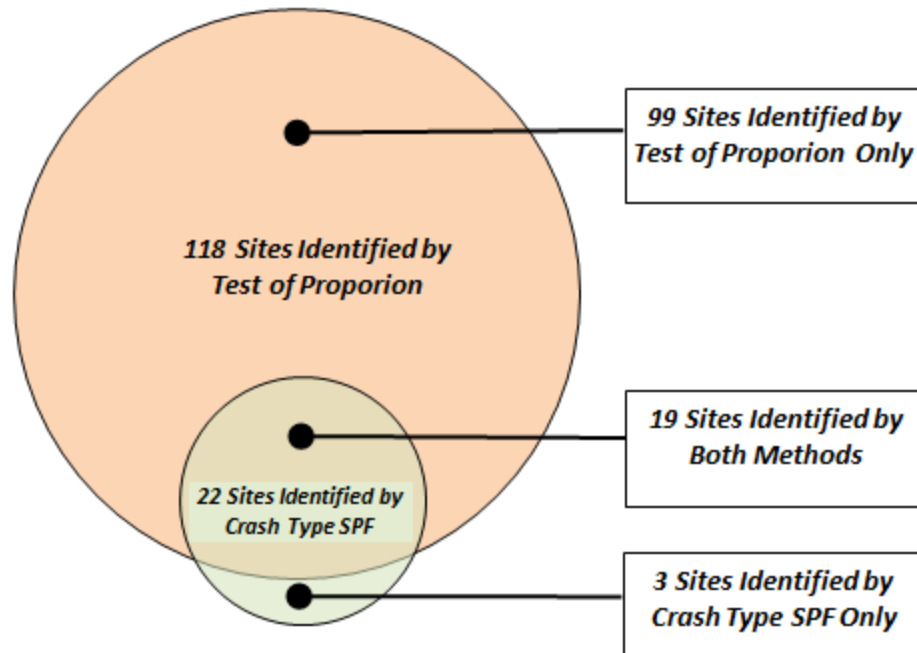 99 Sites Identified by
Test of Proporion Only
118 Sites Identified by
Test of Proporion
19 Sites Identified by
Both Methods
22 Sites Identified by
Crash Type SPF
3 Sites Identified by
Crash Type SPF Only